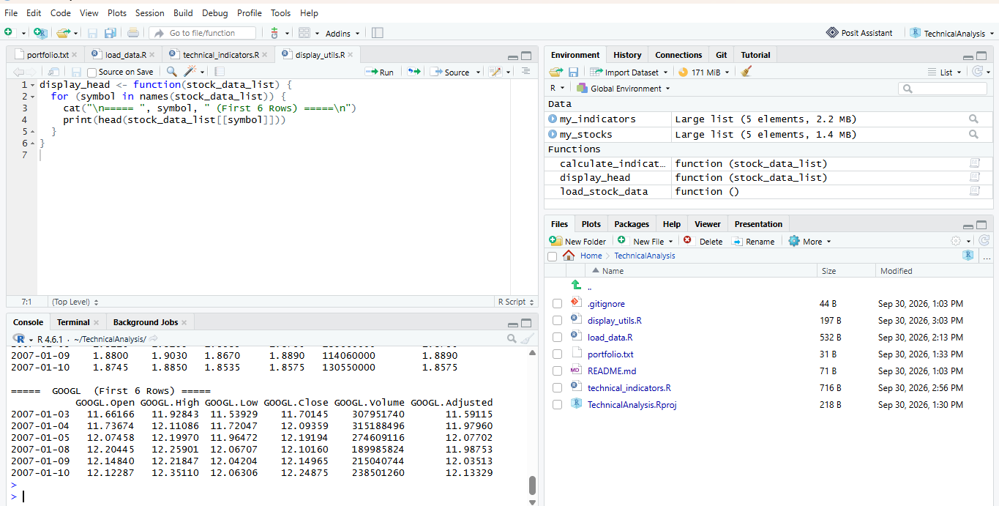 File Edit Code View Plots Session Build Debug Profile Tools Help
Go to file/function Addins Posit Assistant TechnicalAnalysis
portfolio.txt load_data.R technical_indicators.R display_utils.R
Source on Save Run Source
1 display_head <- function(stock_data_list) {
2 for (symbol in names(stock_data_list)) {
3 cat("\n===== ", symbol, " (First 6 Rows) =====\n")
4 print(head(stock_data_list[[symbol]]))
5 }
6 }
7
7:1 (Top Level) R Script
Console Terminal Background Jobs
R 4.6.1 · ~/TechnicalAnalysis/
2007-01-09 1.8800 1.9030 1.8670 1.8890 114060000 1.8890
2007-01-10 1.8745 1.8850 1.8535 1.8575 130550000 1.8575
===== GOOGL (First 6 Rows) =====
GOOGL.Open GOOGL.High GOOGL.Low GOOGL.Close GOOGL.Volume GOOGL.Adjusted
2007-01-03 11.66166 11.92843 11.53929 11.70145 307951740 11.59115
2007-01-04 11.73674 12.11086 11.72047 12.09359 315188496 11.97960
2007-01-05 12.07458 12.19970 11.96472 12.19194 274609116 12.07702
2007-01-08 12.20445 12.25901 12.06707 12.10160 189985824 11.98753
2007-01-09 12.14840 12.21847 12.04204 12.14965 215040744 12.03513
2007-01-10 12.12287 12.35110 12.06306 12.24875 238501260 12.13329
>
>
Environment History Connections Git Tutorial
Import Dataset 171 MiB List
R Global Environment
Data
my_indicators Large list (5 elements, 2.2 MB)
my_stocks Large list (5 elements, 1.4 MB)
Functions
calculate_indicat… function (stock_data_list)
display_head function (stock_data_list)
load_stock_data function ()
Files Plots Packages Help Viewer Presentation
New Folder New File Delete Rename More
Home TechnicalAnalysis R ...
Name Size Modified
..
.gitignore 44 B Sep 30, 2026, 1:03 PM
display_utils.R 197 B Sep 30, 2026, 3:03 PM
load_data.R 532 B Sep 30, 2026, 2:13 PM
portfolio.txt 31 B Sep 30, 2026, 1:33 PM
README.md 71 B Sep 30, 2026, 1:03 PM
technical_indicators.R 716 B Sep 30, 2026, 2:56 PM
TechnicalAnalysis.Rproj 218 B Sep 30, 2026, 1:30 PM